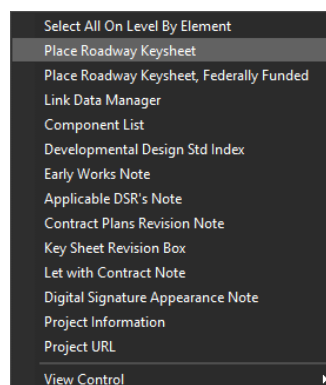 Select All On Level By Element
Place Roadway Keysheet
Place Roadway Keysheet, Federally Funded
Link Data Manager
Component List
Developmental Design Std Index
Early Works Note
Applicable DSR's Note
Contract Plans Revision Note
Key Sheet Revision Box
Let with Contract Note
Digital Signature Appearance Note
Project Information
Project URL
View Control